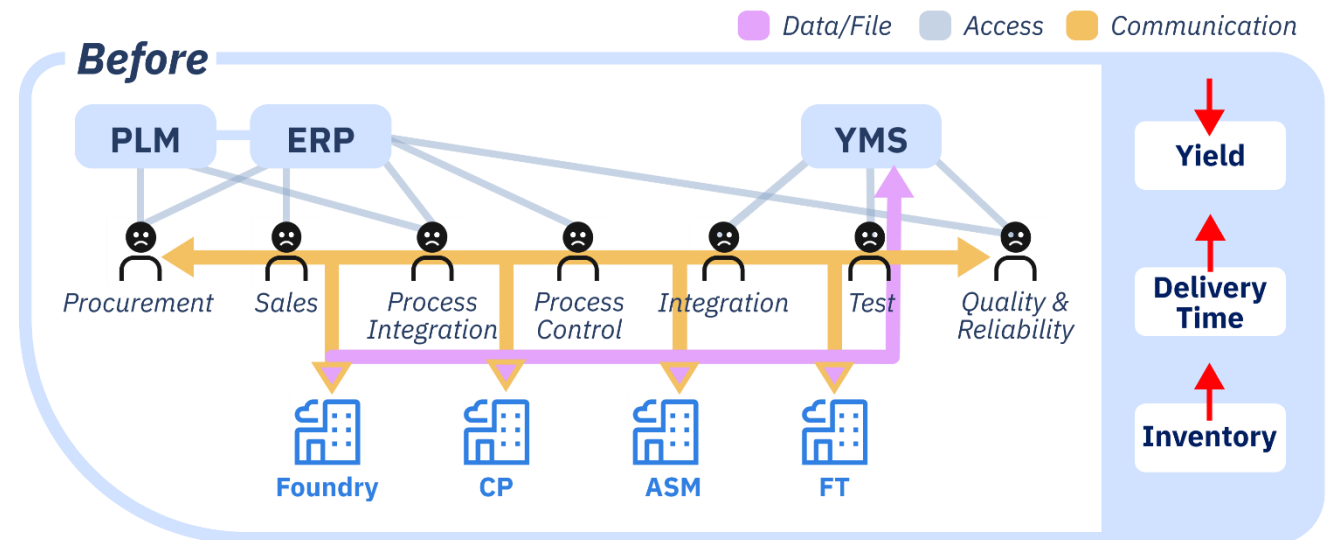 Data/File
Access
Communication
Before
PLM
ERP
YMS
Yield
Procurement
Sales
Process
Integration
Process
Control
Integration
Test
Quality &
Reliability
Delivery
Time
Foundry
CP
ASM
FT
Inventory